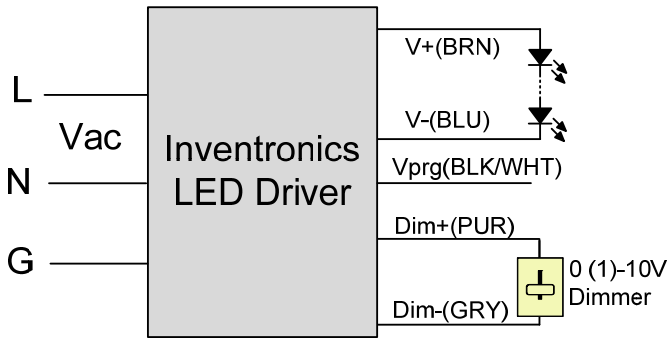 L
Vac
N
G
Inventronics
LED Driver
V+(BRN)
V-(BLU)
Vprg(BLK/WHT)
Dim+(PUR)
Dim-(GRY)
0 (1)-10V
Dimmer